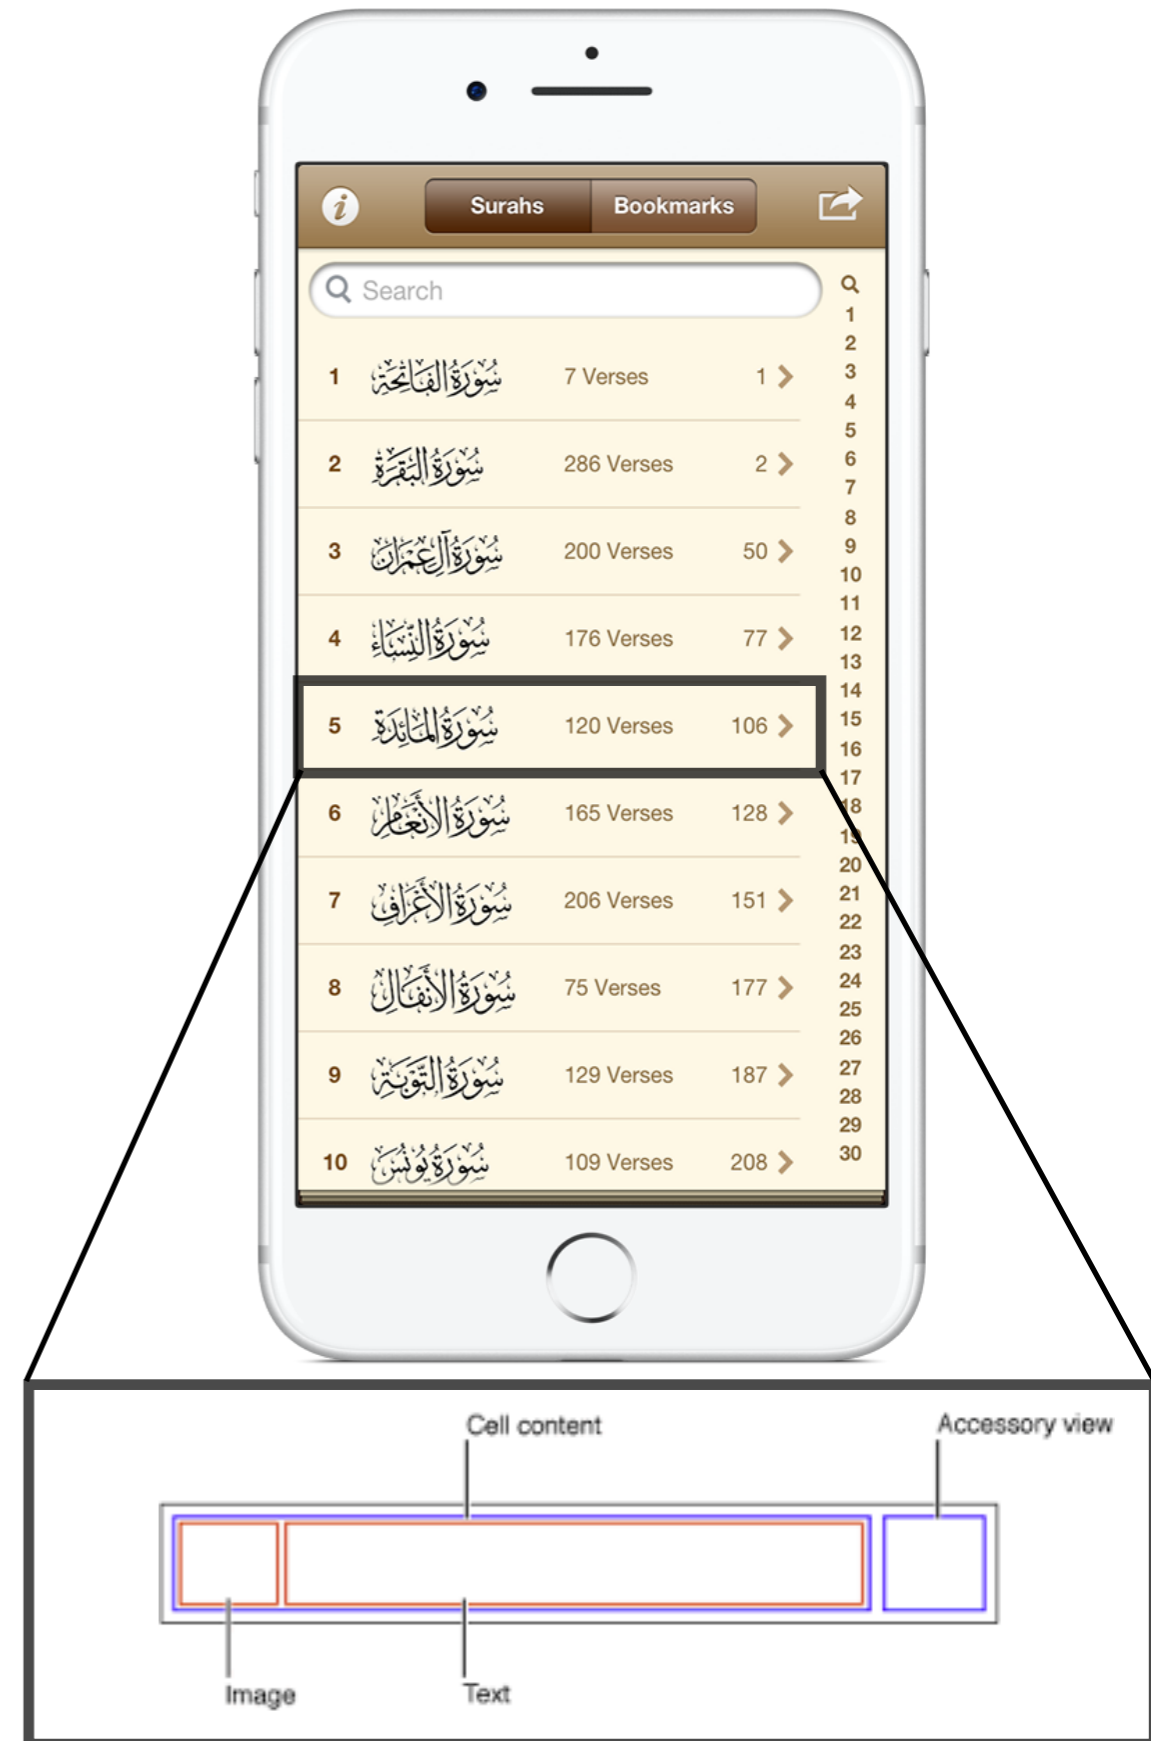 Surahs Bookmarks
Search
1 سُورَةُ الفَاتِحَةِ 7 Verses 1
2 سُورَةُ البَقَرَةِ 286 Verses 2
3 سُورَةُ آلِ عِمْرَانَ 200 Verses 50
4 سُورَةُ النِّسَاءِ 176 Verses 77
5 سُورَةُ المَائِدَةِ 120 Verses 106
6 سُورَةُ الأَنْعَامِ 165 Verses 128
7 سُورَةُ الأَعْرَافِ 206 Verses 151
8 سُورَةُ الأَنفَالِ 75 Verses 177
9 سُورَةُ التَّوْبَةِ 129 Verses 187
10 سُورَةُ يُونُسَ 109 Verses 208
1
2
3
4
5
6
7
8
9
10
11
12
13
14
15
16
17
18
19
20
21
22
23
24
25
26
27
28
29
30
Cell content Accessory view
Image Text